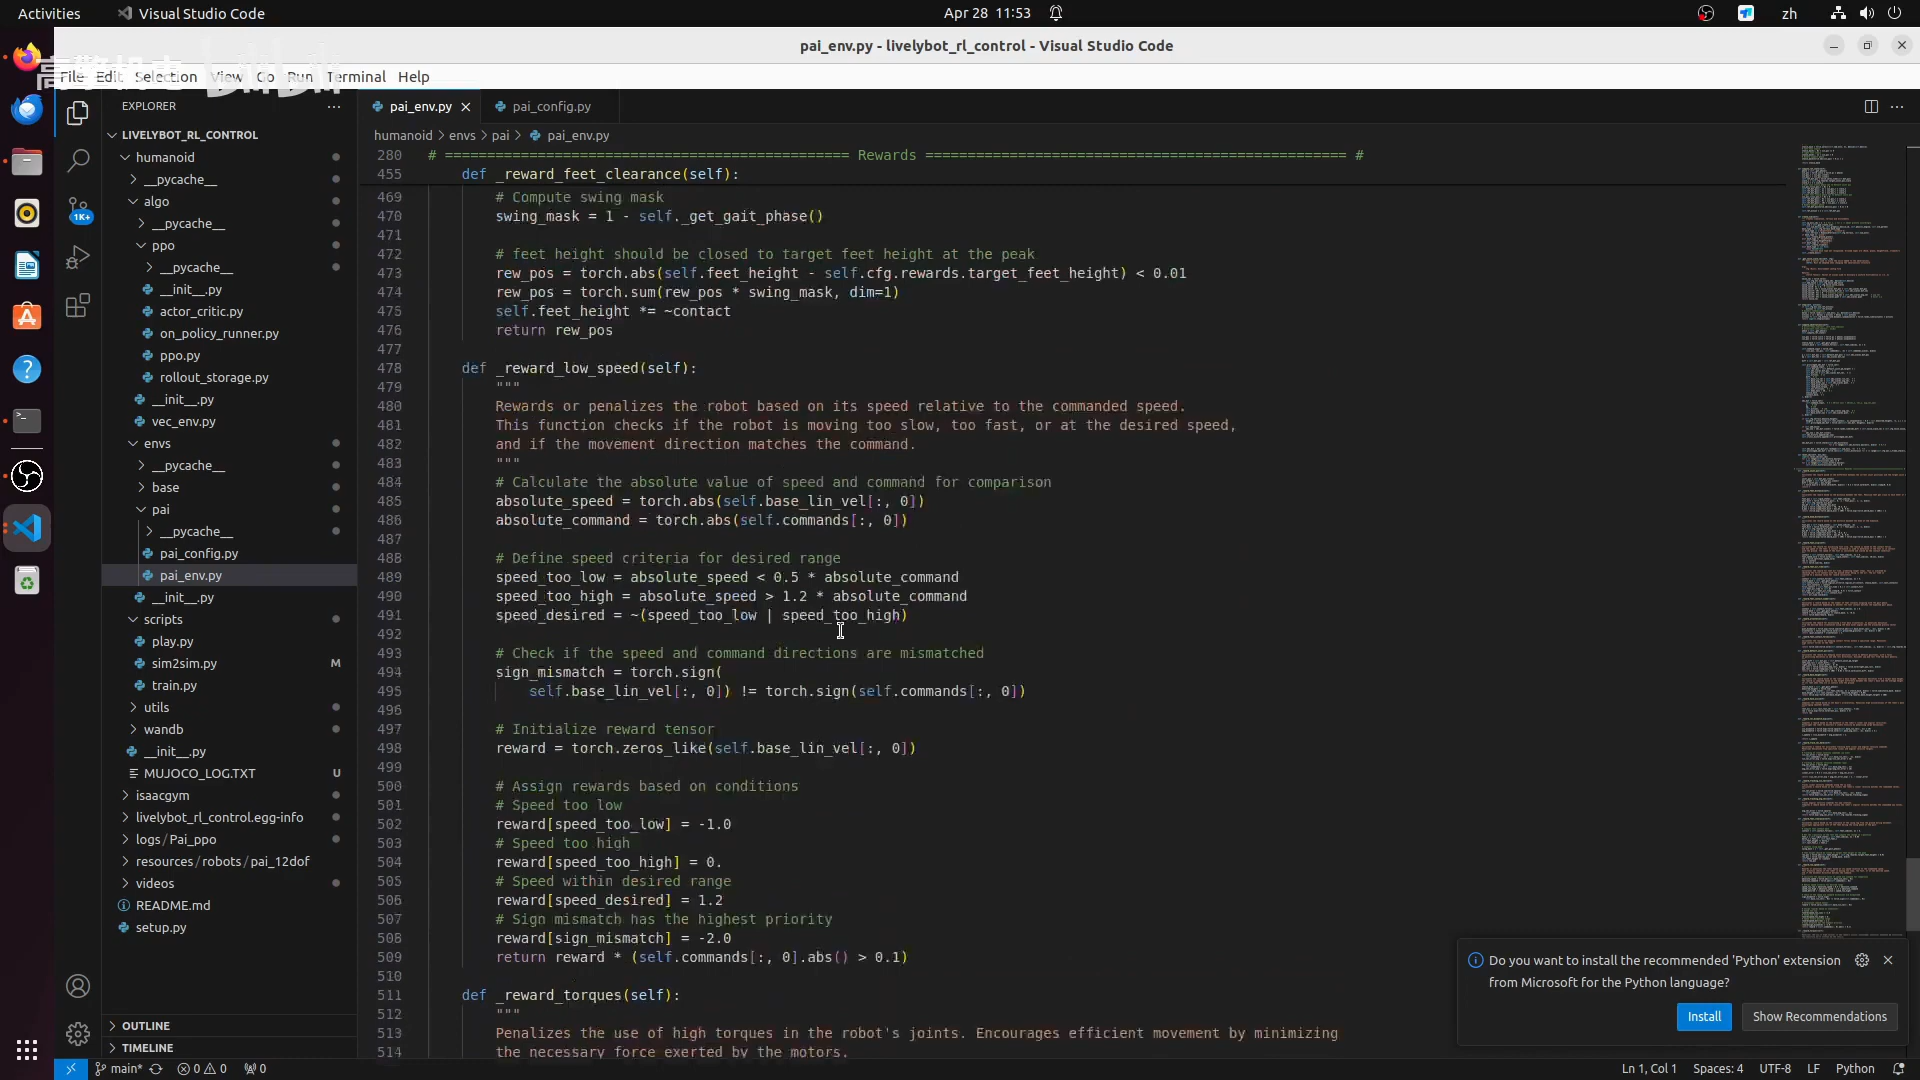 Activities
Visual Studio Code
Apr 28 11:53
zh
pai_env.py - livelybot_rl_control - Visual Studio Code
高擎机电 bilibili
File Edit Selection View Go Run Terminal Help
EXPLORER
LIVELYBOT_RL_CONTROL
humanoid
__pycache__
algo
__pycache__
ppo
__pycache__
__init__.py
actor_critic.py
on_policy_runner.py
ppo.py
rollout_storage.py
__init__.py
vec_env.py
envs
__pycache__
base
pai
__pycache__
pai_config.py
pai_env.py
__init__.py
scripts
play.py
sim2sim.py M
train.py
utils
wandb
__init__.py
MUJOCO_LOG.TXT U
isaacgym
livelybot_rl_control.egg-info
logs/Pai_ppo
resources/robots/pai_12dof
videos
README.md
setup.py
OUTLINE
TIMELINE
1K+
pai_env.py
pai_config.py
humanoid > envs > pai > pai_env.py
280 # ================================================ Rewards ================================================== #
455 def _reward_feet_clearance(self):
469 # Compute swing mask
470 swing_mask = 1 - self._get_gait_phase()
471
472 # feet height should be closed to target feet height at the peak
473 rew_pos = torch.abs(self.feet_height - self.cfg.rewards.target_feet_height) < 0.01
474 rew_pos = torch.sum(rew_pos * swing_mask, dim=1)
475 self.feet_height *= ~contact
476 return rew_pos
477
478 def _reward_low_speed(self):
479 """
480 Rewards or penalizes the robot based on its speed relative to the commanded speed.
481 This function checks if the robot is moving too slow, too fast, or at the desired speed,
482 and if the movement direction matches the command.
483 """
484 # Calculate the absolute value of speed and command for comparison
485 absolute_speed = torch.abs(self.base_lin_vel[:, 0])
486 absolute_command = torch.abs(self.commands[:, 0])
487
488 # Define speed criteria for desired range
489 speed_too_low = absolute_speed < 0.5 * absolute_command
490 speed_too_high = absolute_speed > 1.2 * absolute_command
491 speed_desired = ~(speed_too_low | speed_too_high)
492
493 # Check if the speed and command directions are mismatched
494 sign_mismatch = torch.sign(
495 self.base_lin_vel[:, 0]) != torch.sign(self.commands[:, 0])
496
497 # Initialize reward tensor
498 reward = torch.zeros_like(self.base_lin_vel[:, 0])
499
500 # Assign rewards based on conditions
501 # Speed too low
502 reward[speed_too_low] = -1.0
503 # Speed too high
504 reward[speed_too_high] = 0.
505 # Speed within desired range
506 reward[speed_desired] = 1.2
507 # Sign mismatch has the highest priority
508 reward[sign_mismatch] = -2.0
509 return reward * (self.commands[:, 0].abs() > 0.1)
510
511 def _reward_torques(self):
512 """
513 Penalizes the use of high torques in the robot's joints. Encourages efficient movement by minimizing
514 the necessary force exerted by the motors.
Do you want to install the recommended 'Python' extension
from Microsoft for the Python language?
Install
Show Recommendations
main* 0 0 0
Ln 1, Col 1 Spaces: 4 UTF-8 LF Python